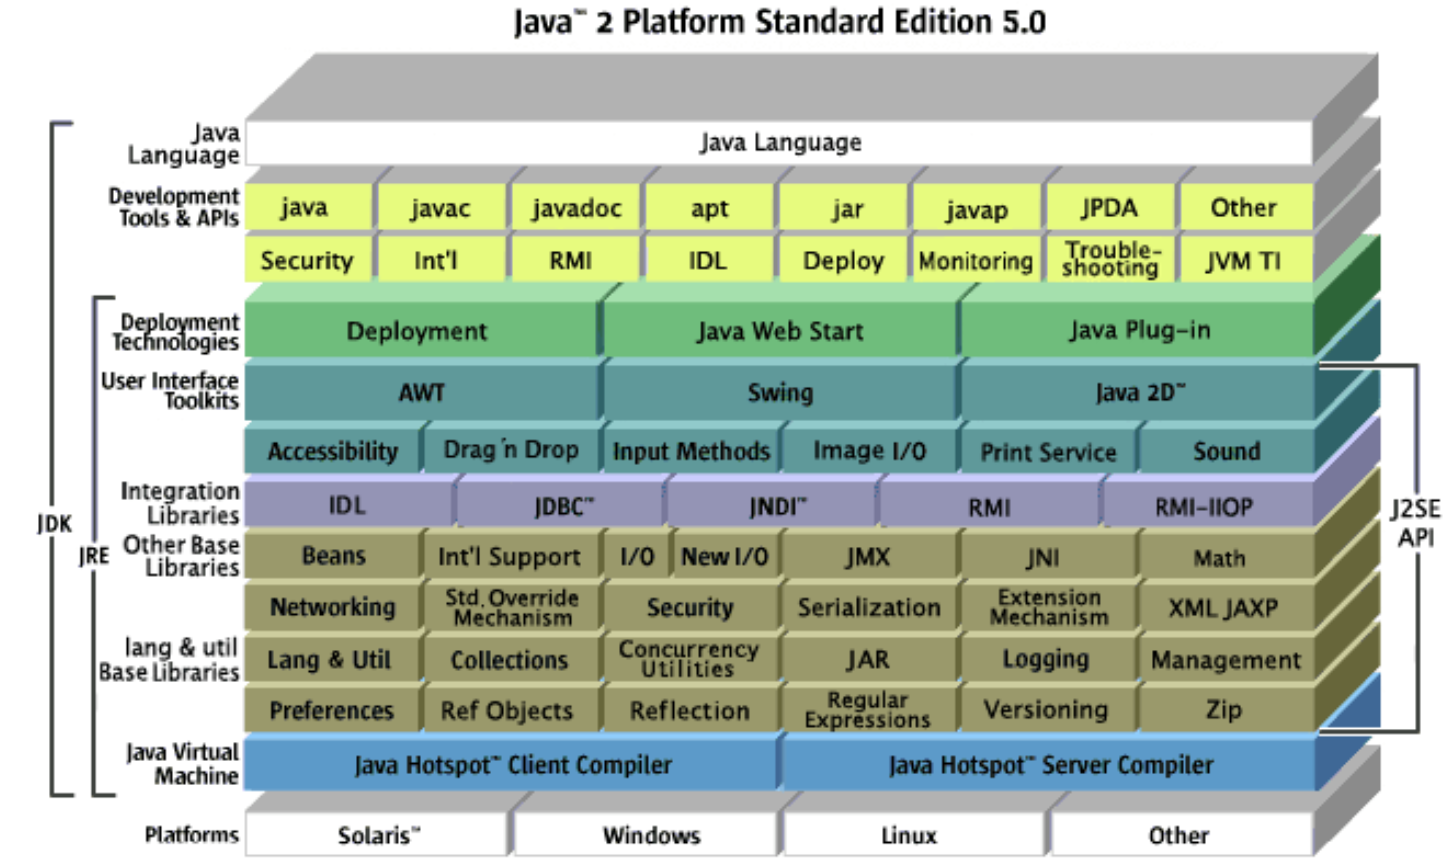 Java™ 2 Platform Standard Edition 5.0
Java
Language
Java Language
Development
Tools & APIs
java javac javadoc apt jar javap JPDA Other
Security Int'l RMI IDL Deploy Monitoring Trouble-
shooting JVM TI
Deployment
Technologies
Deployment Java Web Start Java Plug-in
User Interface
Toolkits
AWT Swing Java 2D™
Accessibility Drag'n Drop Input Methods Image I/O Print Service Sound
Integration
Libraries
IDL JDBC™ JNDI™ RMI RMI-IIOP
JDK
JRE
J2SE
API
Other Base
Libraries
Beans Int'l Support I/O New I/O JMX JNI Math
Networking Std. Override
Mechanism Security Serialization Extension
Mechanism XML JAXP
lang & util
Base Libraries
Lang & Util Collections Concurrency
Utilities JAR Logging Management
Preferences Ref Objects Reflection Regular
Expressions Versioning Zip
Java Virtual
Machine
Java Hotspot™ Client Compiler Java Hotspot™ Server Compiler
Platforms
Solaris™ Windows Linux Other